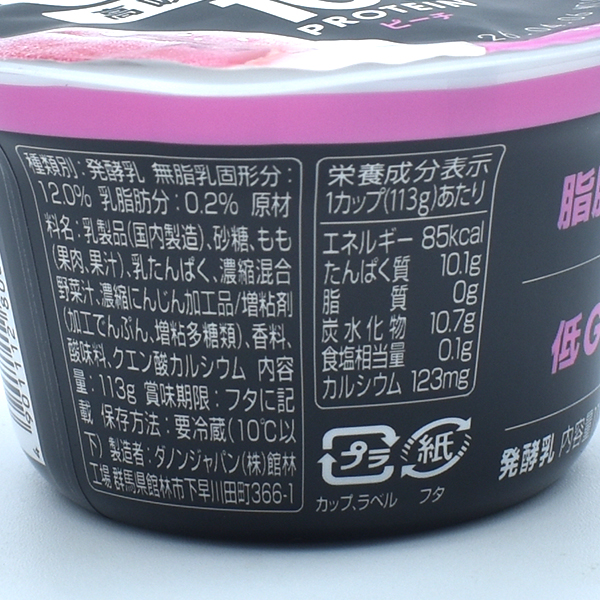 PROTEIN
ピーチ
種類別:発酵乳 無脂乳固形分:
12.0% 乳脂肪分:0.2% 原材
料名:乳製品(国内製造)、砂糖、もも
(果肉、果汁)、乳たんぱく、濃縮混合
野菜汁、濃縮にんじん加工品/増粘剤
(加工でんぷん、増粘多糖類)、香料、
酸味料、クエン酸カルシウム 内容
量:113g 賞味期限:フタに記
載 保存方法:要冷蔵(10℃以
下) 製造者:ダノンジャパン(株)館林
工場 群馬県館林市下早川田町366-1
栄養成分表示
1カップ(113g)あたり
エネルギー 85kcal
たんぱく質 10.1g
脂質 0g
炭水化物 10.7g
食塩相当量 0.1g
カルシウム 123mg
プラ
紙
カップ、ラベル
フタ
脂
低G
発酵乳 内容量